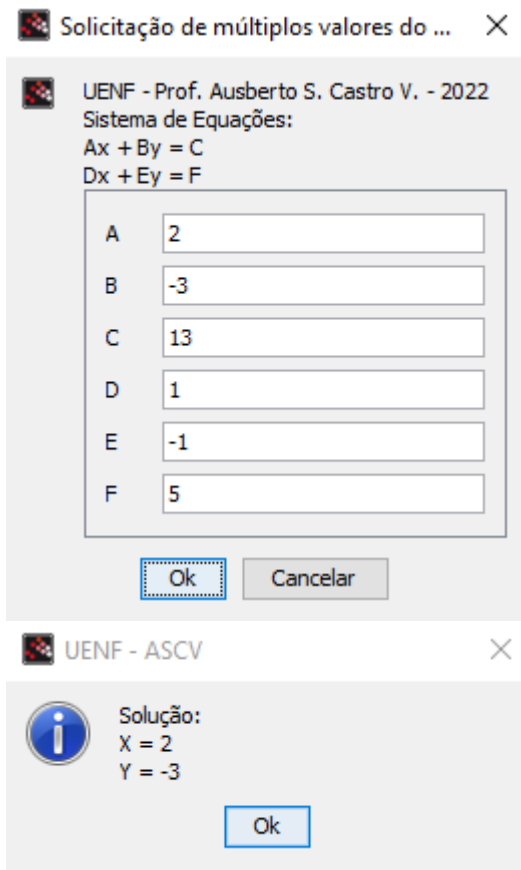 Solicitação de múltiplos valores do ...
UENF - Prof. Ausberto S. Castro V. - 2022
Sistema de Equações:
Ax + By = C
Dx + Ey = F
A 2
B -3
C 13
D 1
E -1
F 5
Ok Cancelar
UENF - ASCV
Solução:
X = 2
Y = -3
Ok